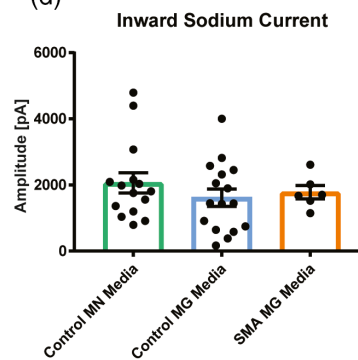 (d)
Inward Sodium Current
Amplitude [pA]
6000
4000
2000
0
Control MN Media
Control MG Media
SMA MG Media